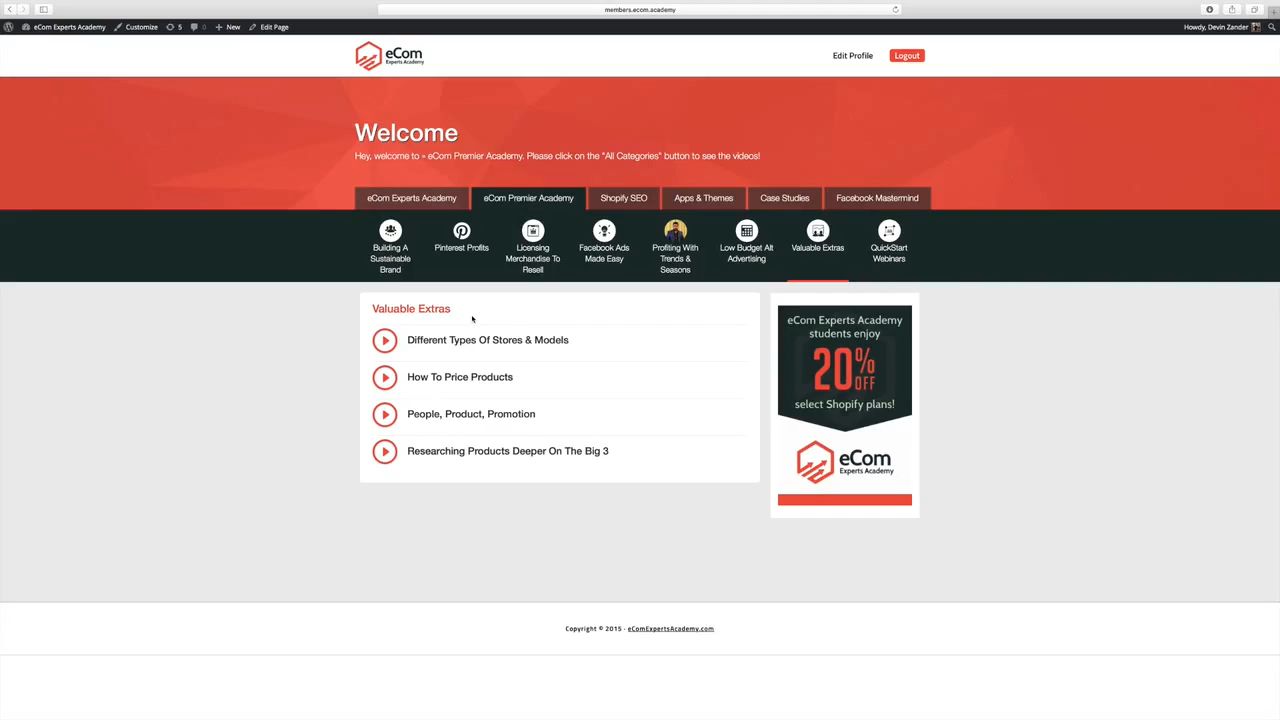 members.ecom.academy
eCom Experts Academy Customize 5 0 New Edit Page Howdy, Devin Zander
eCom
Experts Academy
Edit Profile Logout
Welcome
Hey, welcome to » eCom Premier Academy. Please click on the "All Categories" button to see the videos!
eCom Experts Academy eCom Premier Academy Shopify SEO Apps & Themes Case Studies Facebook Mastermind
Building A
Sustainable
Brand
Pinterest Profits
Licensing
Merchandise To
Resell
Facebook Ads
Made Easy
Profiting With
Trends &
Seasons
Low Budget Alt
Advertising
Valuable Extras
QuickStart
Webinars
Valuable Extras
Different Types Of Stores & Models
How To Price Products
People, Product, Promotion
Researching Products Deeper On The Big 3
eCom Experts Academy
students enjoy
20% OFF
select Shopify plans!
eCom
Experts Academy
Copyright © 2015 - eComExpertsAcademy.com